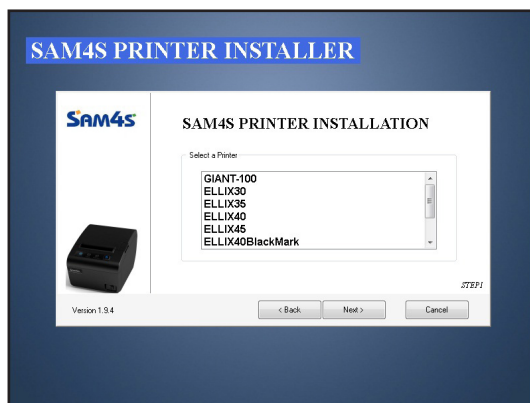 SAM4S PRINTER INSTALLER
SAM4S
SAM4S PRINTER INSTALLATION
Select a Printer
GIANT-100
ELLIX30
ELLIX35
ELLIX40
ELLIX45
ELLIX40BlackMark
STEP1
Version 1.9.4
< Back
Next >
Cancel